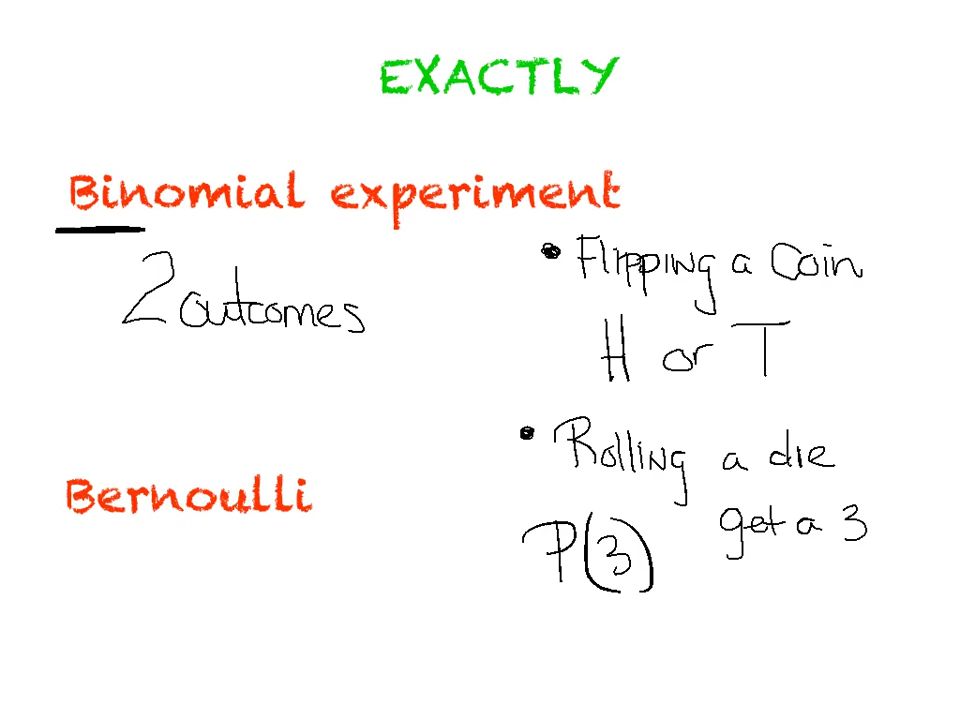 EXACTLY
Binomial experiment
2 outcomes
• Flipping a Coin
H or T
• Rolling a die
get a 3
P(3)
Bernoulli